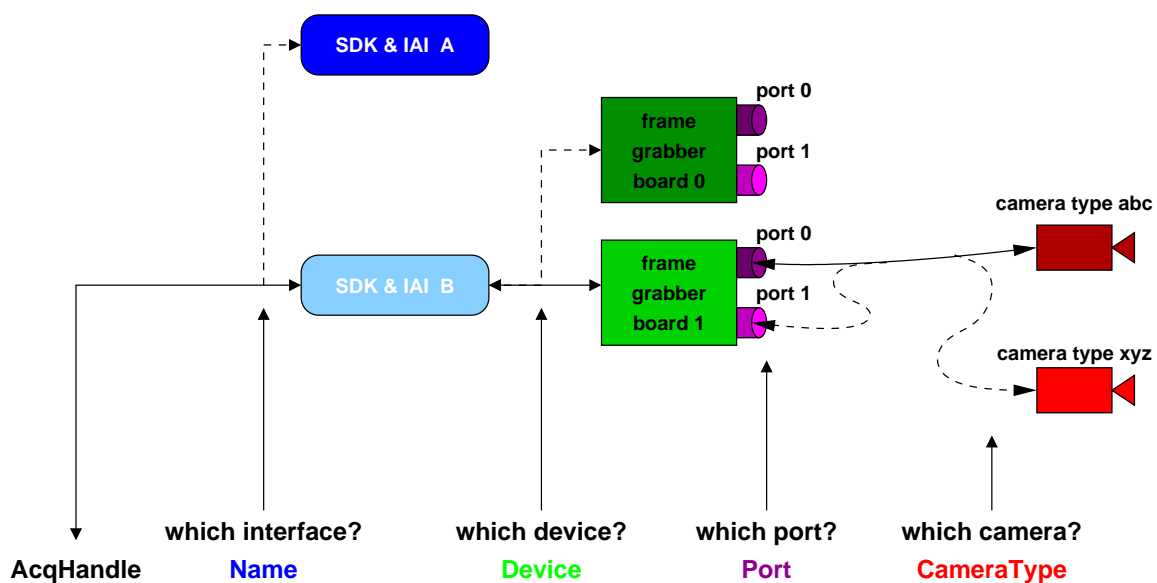 SDK & IAI  A
port 0
frame
grabber
board 0
port 1
camera type abc
port 0
SDK & IAI  B
frame
grabber
board 1
port 1
camera type xyz
which interface?
which device?
which port?
which camera?
AcqHandle
Name
Device
Port
CameraType